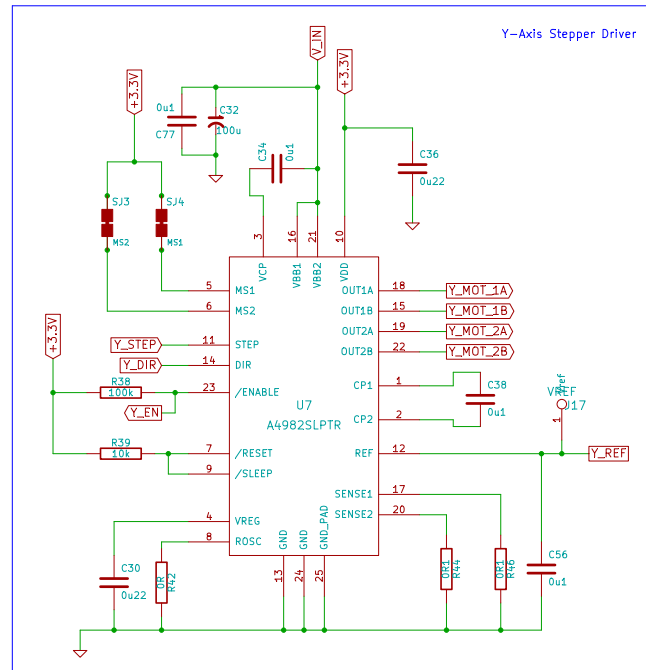 Y-Axis Stepper Driver
V_IN
+3.3V
+3.3V
0u1
C77
C32
100u
C34
0u1
C36
0u22
SJ3
MS2
SJ4
MS1
3
16
21
10
VCP
VBB1
VBB2
VDD
5 MS1
6 MS2
OUT1A 18 Y_MOT_1A
OUT1B 15 Y_MOT_1B
OUT2A 19 Y_MOT_2A
OUT2B 22 Y_MOT_2B
+3.3V
Y_STEP 11 STEP
Y_DIR 14 DIR
R38
100k
23 /ENABLE
Y_EN
CP1 1
C38
0u1
CP2 2
U7
A4982SLPTR
Vref
VREF
J17
1
R39
10k
7 /RESET
9 /SLEEP
REF 12
Y_REF
SENSE1 17
SENSE2 20
4 VREG
8 ROSC
GND
GND
GND_PAD
13
24
25
C30
0u22
0R
R42
0R1
R44
0R1
R46
C56
0u1